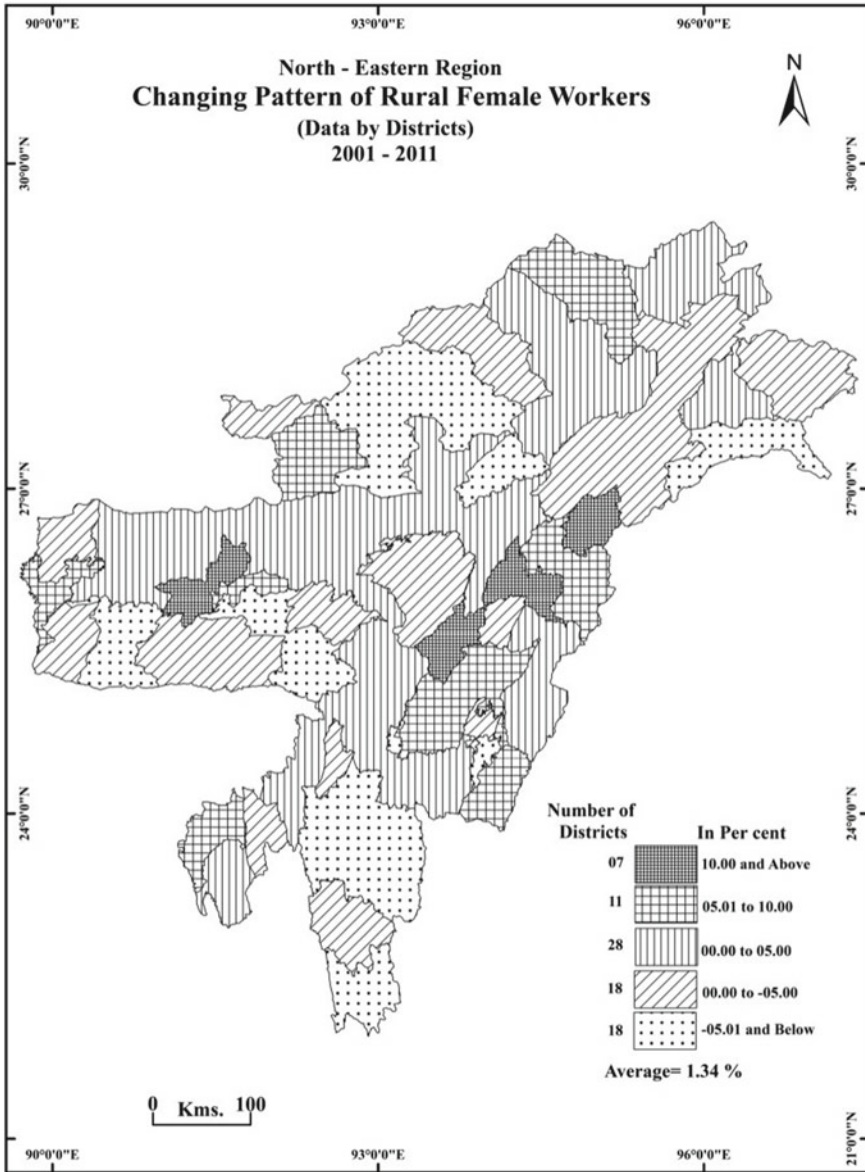 90°0'0"E 93°0'0"E 96°0'0"E
N
North - Eastern Region
Changing Pattern of Rural Female Workers
(Data by Districts)
2001 - 2011
30°0'0"N 30°0'0"N
27°0'0"N 27°0'0"N
24°0'0"N 24°0'0"N
Number of
Districts In Per cent
07 10.00 and Above
11 05.01 to 10.00
28 00.00 to 05.00
18 00.00 to -05.00
18 -05.01 and Below
Average= 1.34 %
0 Kms. 100
21°0'0"N
90°0'0"E 93°0'0"E 96°0'0"E